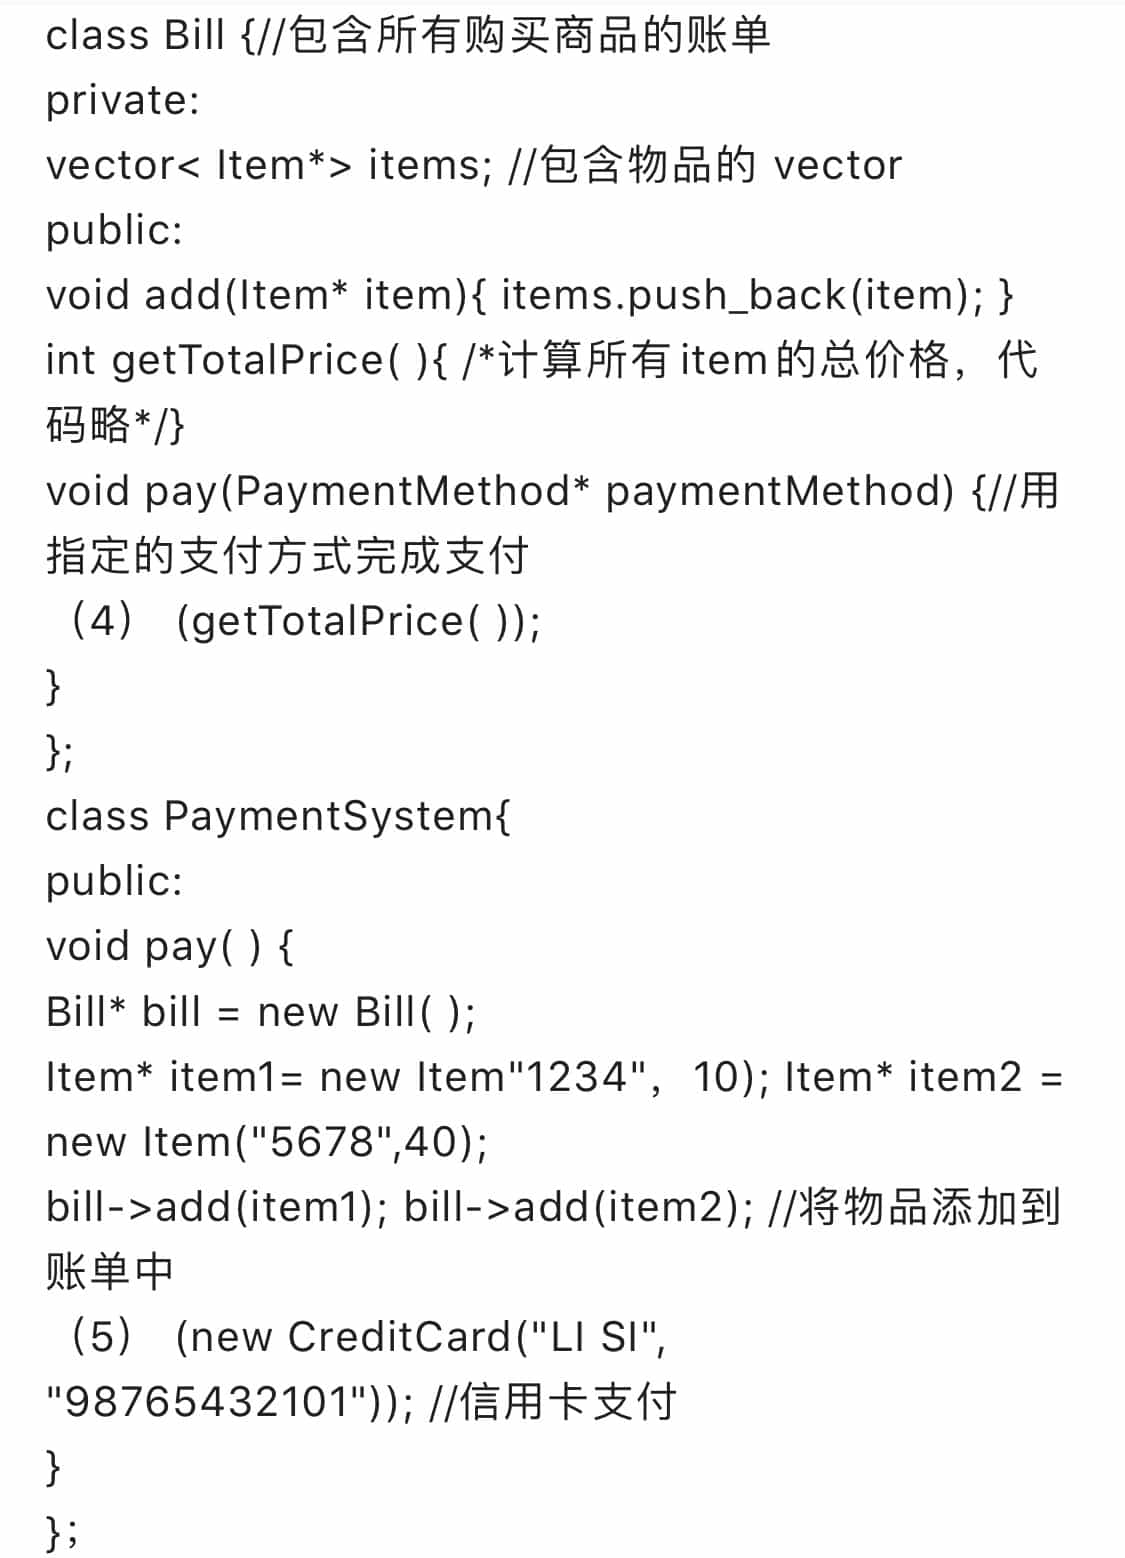 class Bill {//包含所有购买商品的账单
private:
vector< Item*> items; //包含物品的 vector
public:
void add(Item* item){ items.push_back(item); }
int getTotalPrice( ){ /*计算所有item的总价格，代
码略*/}
void pay(PaymentMethod* paymentMethod) {//用
指定的支付方式完成支付
（4） (getTotalPrice( ));
}
};
class PaymentSystem{
public:
void pay( ) {
Bill* bill = new Bill( );
Item* item1= new Item"1234"，10); Item* item2 =
new Item("5678",40);
bill->add(item1); bill->add(item2); //将物品添加到
账单中
（5） (new CreditCard("LI SI",
"98765432101")); //信用卡支付
}
};